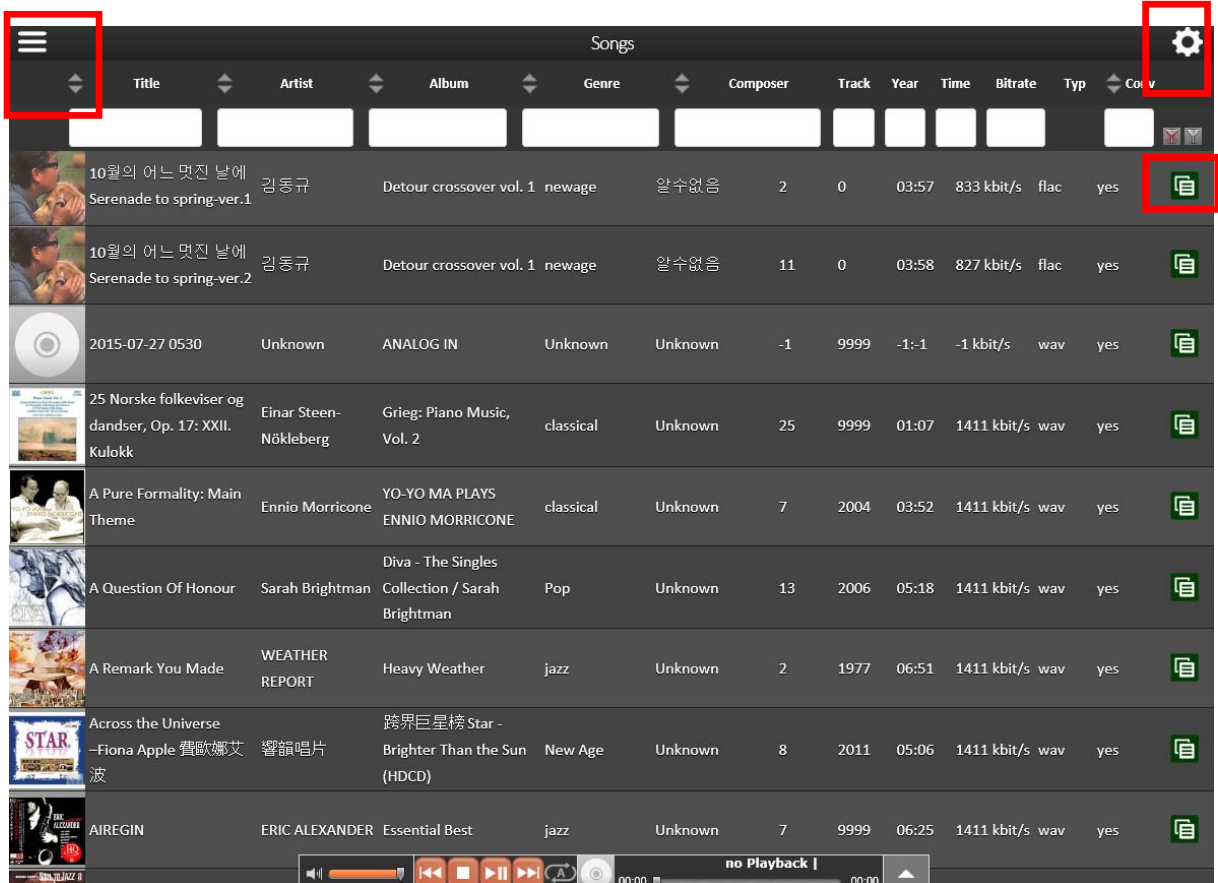 Songs
Title Artist Album Genre Composer Track Year Time Bitrate Typ Conv
10월의 어느 멋진 날에
Serenade to spring-ver.1
김동규
Detour crossover vol. 1 newage 알수없음 2 0 03:57 833 kbit/s flac yes
10월의 어느 멋진 날에
Serenade to spring-ver.2
김동규
Detour crossover vol. 1 newage 알수없음 11 0 03:58 827 kbit/s flac yes
2015-07-27 0530 Unknown ANALOG IN Unknown Unknown -1 9999 -1:-1 -1 kbit/s wav yes
25 Norske folkeviser og
dandser, Op. 17: XXII.
Kulokk
Einar Steen-
Nökleberg
Grieg: Piano Music,
Vol. 2
classical Unknown 25 9999 01:07 1411 kbit/s wav yes
A Pure Formality: Main
Theme
Ennio Morricone
YO-YO MA PLAYS
ENNIO MORRICONE
classical Unknown 7 2004 03:52 1411 kbit/s wav yes
A Question Of Honour
Sarah Brightman
Diva - The Singles
Collection / Sarah
Brightman
Pop Unknown 13 2006 05:18 1411 kbit/s wav yes
DIVA
A Remark You Made
WEATHER
REPORT
Heavy Weather jazz Unknown 2 1977 06:51 1411 kbit/s wav yes
STAR
Across the Universe
–Fiona Apple 費歐娜艾
波
響韻唱片
跨界巨星榜 Star -
Brighter Than the Sun
(HDCD)
New Age Unknown 8 2011 05:06 1411 kbit/s wav yes
ERIC
ALEXANDER
HQ
AIREGIN ERIC ALEXANDER Essential Best jazz Unknown 7 9999 06:25 1411 kbit/s wav yes
A
no Playback |
00:00 00:00